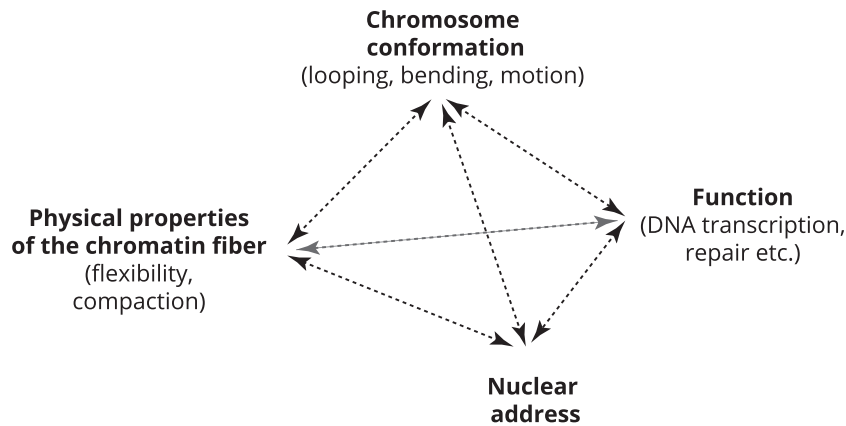 Chromosome
conformation
(looping, bending, motion)
Physical properties
of the chromatin fiber
(flexibility,
compaction)
Function
(DNA transcription,
repair etc.)
Nuclear
address